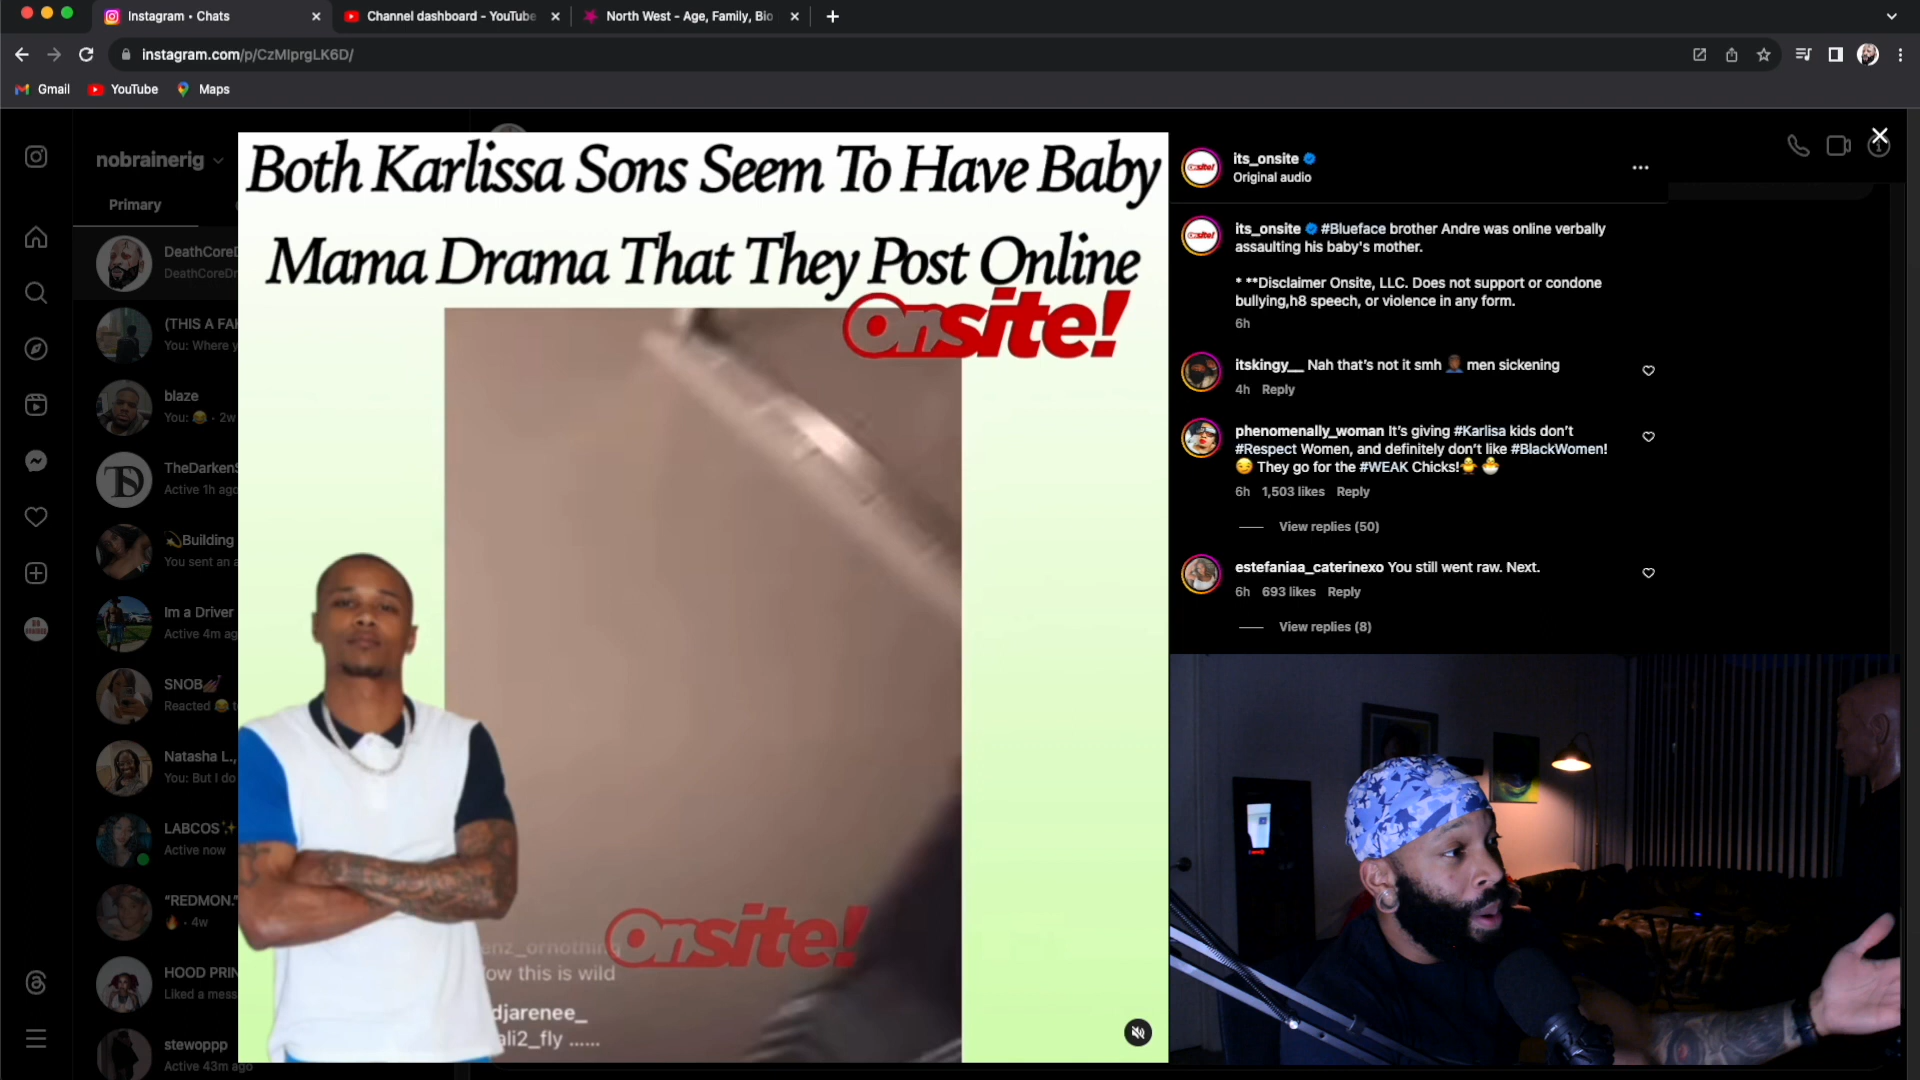 Instagram • Chats
Channel dashboard - YouTube
North West - Age, Family, Bio
instagram.com/p/CzMlprgLK6D/
Gmail
YouTube
Maps
nobrainerig
Primary
DeathCoreD
DeathCoreDr
(THIS A FA
You: Where y
blaze
You: 😂 · 2w
TheDarkenS
Active 1h ago
💫Building
You sent an a
Im a Driver
Active 4m ag
SNOB💅🏾
Reacted 😂 t
Natasha L.,
You: But I do
LABCOS✨
Active now
"REDMON."
🔥 · 4w
HOOD PRIN
Liked a mess
stewoppp
Active 43m ago
Both Karlissa Sons Seem To Have Baby
Mama Drama That They Post Online
Onsite!
Onsite!
enz_ornothing
ow this is wild
djarenee_
ali2_fly ......
its_onsite
Original audio
its_onsite #Blueface brother Andre was online verbally
assaulting his baby's mother.
* **Disclaimer Onsite, LLC. Does not support or condone
bullying,h8 speech, or violence in any form.
6h
itskingy__ Nah that's not it smh 🤦🏾‍♂️ men sickening
4h Reply
phenomenally_woman It's giving #Karlisa kids don't
#Respect Women, and definitely don't like #BlackWomen!
😏 They go for the #WEAK Chicks!🐥🐣
6h 1,503 likes Reply
View replies (50)
estefaniaa_caterinexo You still went raw. Next.
6h 693 likes Reply
View replies (8)